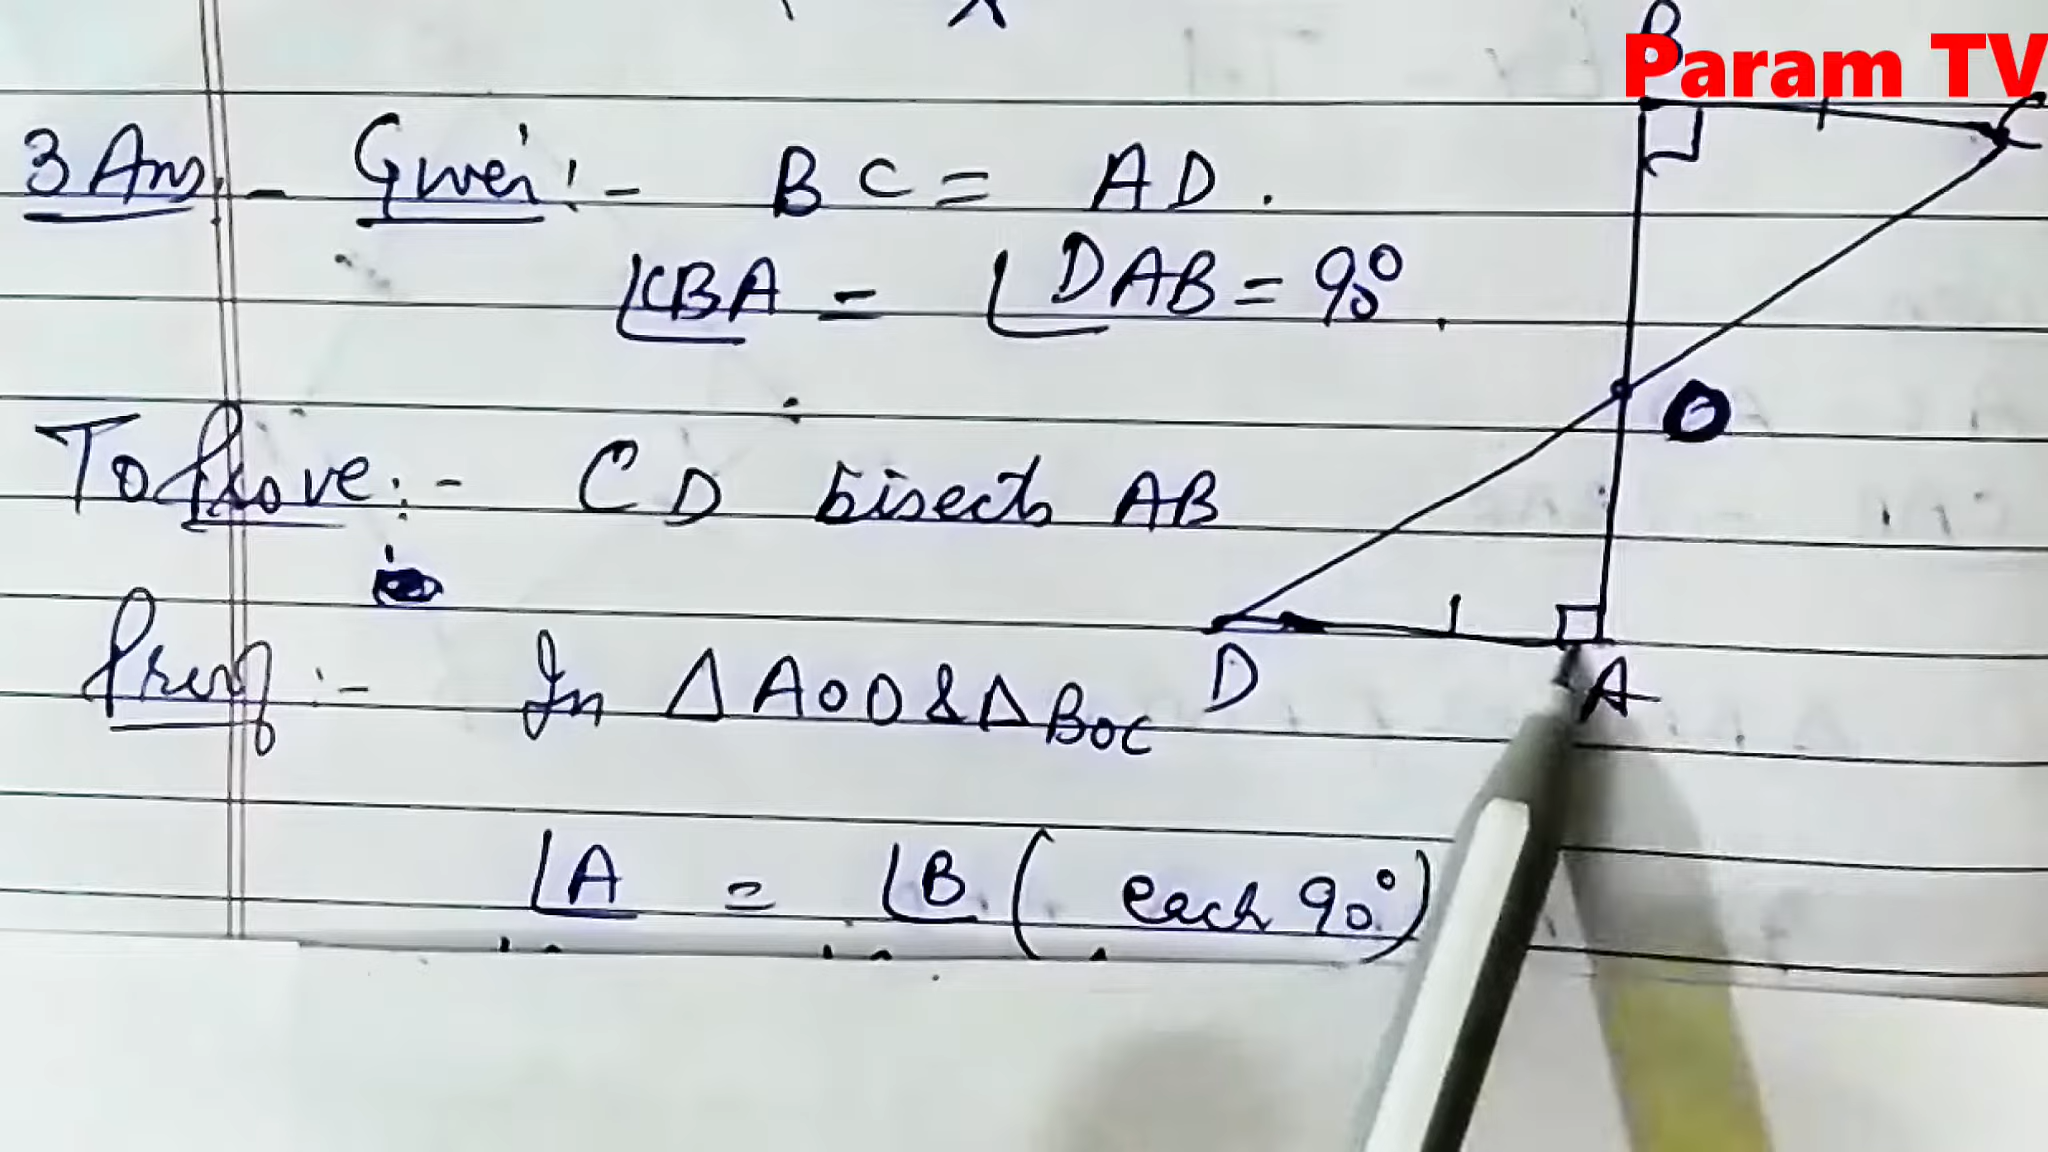 Param TV
B
C
3 Ans. - Given :- BC = AD.
∠CBA = ∠DAB = 90°.
O
To Prove :- CD bisects AB
D
A
Proof :- In Δ AOD & Δ BOC
∠A = ∠B ( each 90°)